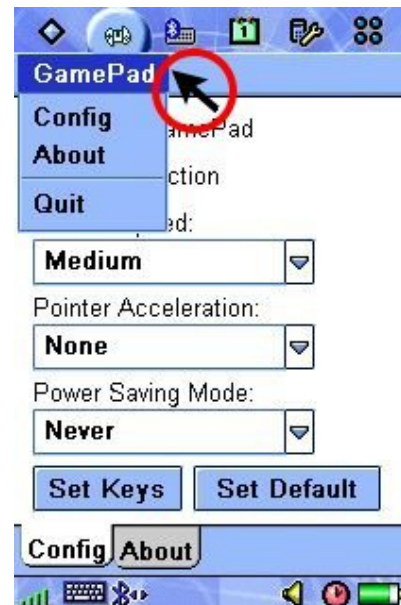 GamePad
Config
amePad
About
ction
Quit
ed:
Medium
Pointer Acceleration:
None
Power Saving Mode:
Never
Set Keys Set Default
Config About